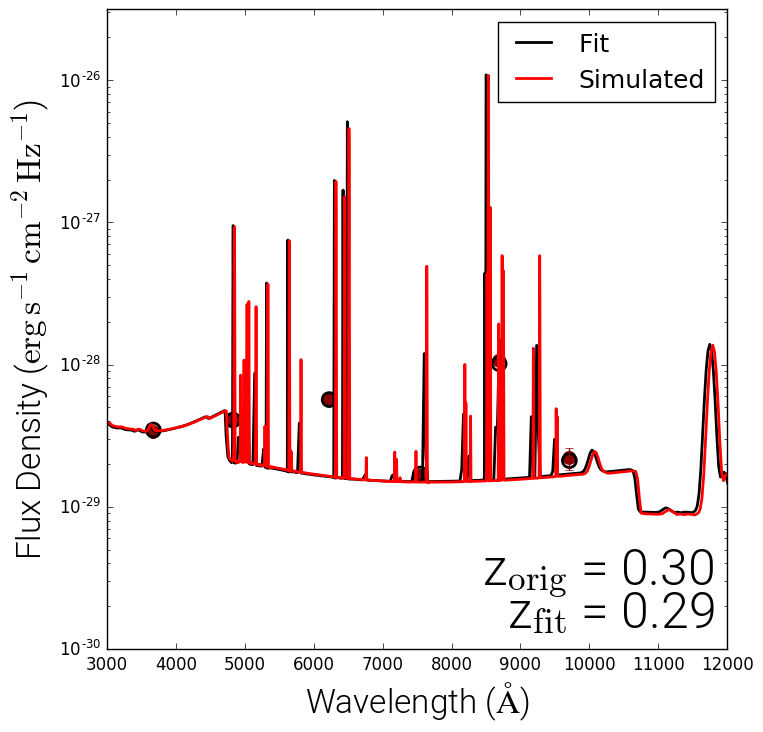 Fit
Simulated
10⁻²⁶
10⁻²⁷
10⁻²⁸
10⁻²⁹
10⁻³⁰
Flux Density (erg s⁻¹ cm⁻² Hz⁻¹)
z_orig = 0.30
z_fit = 0.29
3000 4000 5000 6000 7000 8000 9000 10000 11000 12000
Wavelength (Å)